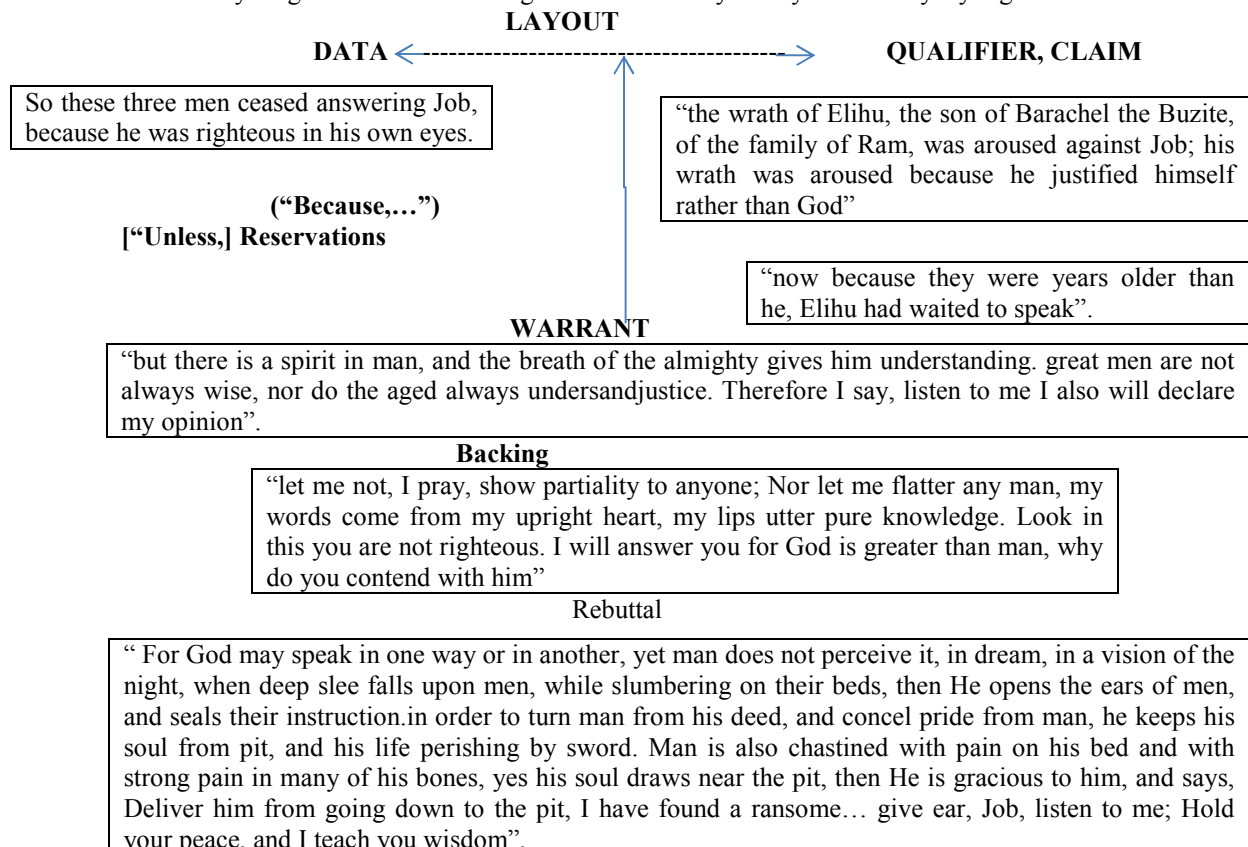 LAYOUT
DATA QUALIFIER, CLAIM
So these three men ceased answering Job,
because he was righteous in his own eyes.
“the wrath of Elihu, the son of Barachel the Buzite,
of the family of Ram, was aroused against Job; his
wrath was aroused because he justified himself
rather than God”
(“Because,…”)
[“Unless,] Reservations
“now because they were years older than
he, Elihu had waited to speak”.
WARRANT
“but there is a spirit in man, and the breath of the almighty gives him understanding. great men are not
always wise, nor do the aged always undersandjustice. Therefore I say, listen to me I also will declare
my opinion”.
Backing
“let me not, I pray, show partiality to anyone; Nor let me flatter any man, my
words come from my upright heart, my lips utter pure knowledge. Look in
this you are not righteous. I will answer you for God is greater than man, why
do you contend with him”
Rebuttal
“ For God may speak in one way or in another, yet man does not perceive it, in dream, in a vision of the
night, when deep slee falls upon men, while slumbering on their beds, then He opens the ears of men,
and seals their instruction.in order to turn man from his deed, and concel pride from man, he keeps his
soul from pit, and his life perishing by sword. Man is also chastined with pain on his bed and with
strong pain in many of his bones, yes his soul draws near the pit, then He is gracious to him, and says,
Deliver him from going down to the pit, I have found a ransome… give ear, Job, listen to me; Hold
your peace, and I teach you wisdom”.